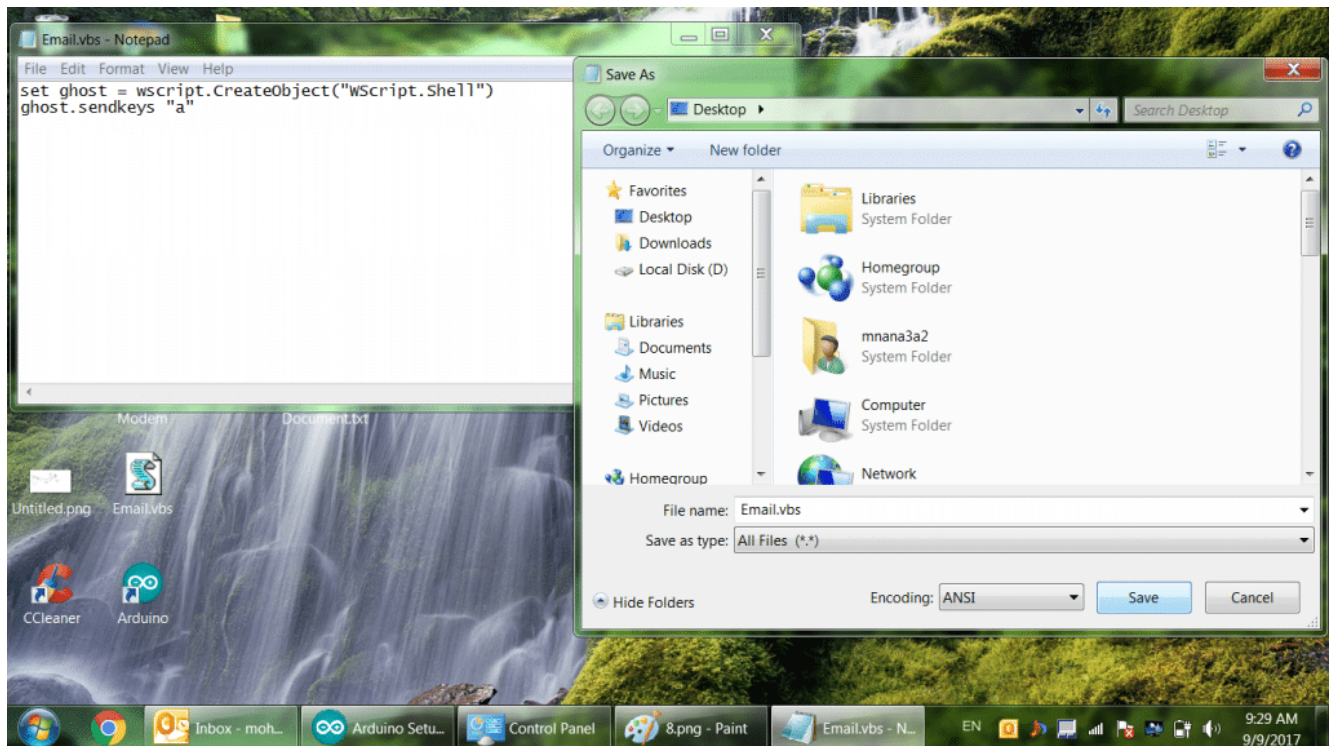 Email.vbs - Notepad
File Edit Format View Help
set ghost = wscript.CreateObject("WScript.Shell")
ghost.sendkeys "a"
Modem
Document.txt
Untitled.png
Email.vbs
CCleaner
Arduino
Save As
Desktop
Search Desktop
Organize
New folder
Favorites
Desktop
Downloads
Local Disk (D)
Libraries
Documents
Music
Pictures
Videos
Homegroup
Libraries
System Folder
Homegroup
System Folder
mnana3a2
System Folder
Computer
System Folder
Network
File name: Email.vbs
Save as type: All Files (*.*)
Hide Folders
Encoding: ANSI
Save
Cancel
Inbox - moh...
Arduino Setu...
Control Panel
8.png - Paint
Email.vbs - N...
EN
9:29 AM
9/9/2017